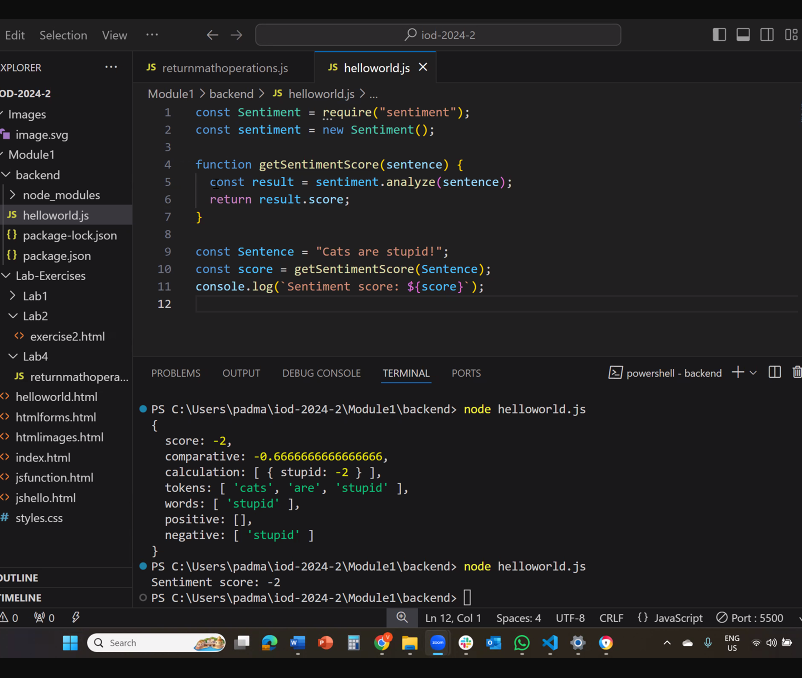 Edit Selection View ··· iod-2024-2
XPLORER ···
OD-2024-2
Images
image.svg
Module1
backend
node_modules
JS helloworld.js
{} package-lock.json
{} package.json
Lab-Exercises
Lab1
Lab2
<> exercise2.html
Lab4
JS returnmathopera...
<> helloworld.html
<> htmlforms.html
<> htmlimages.html
<> index.html
<> jsfunction.html
<> jshello.html
# styles.css
OUTLINE
TIMELINE
JS returnmathoperations.js JS helloworld.js ×
Module1 > backend > JS helloworld.js > ...
1 const Sentiment = require("sentiment");
2 const sentiment = new Sentiment();
3
4 function getSentimentScore(sentence) {
5 const result = sentiment.analyze(sentence);
6 return result.score;
7 }
8
9 const Sentence = "Cats are stupid!";
10 const score = getSentimentScore(Sentence);
11 console.log(`Sentiment score: ${score}`);
12
PROBLEMS OUTPUT DEBUG CONSOLE TERMINAL PORTS powershell - backend
PS C:\Users\padma\iod-2024-2\Module1\backend> node helloworld.js
{
score: -2,
comparative: -0.6666666666666666,
calculation: [ { stupid: -2 } ],
tokens: [ 'cats', 'are', 'stupid' ],
words: [ 'stupid' ],
positive: [],
negative: [ 'stupid' ]
}
PS C:\Users\padma\iod-2024-2\Module1\backend> node helloworld.js
Sentiment score: -2
PS C:\Users\padma\iod-2024-2\Module1\backend>
0 0 Ln 12, Col 1 Spaces: 4 UTF-8 CRLF {} JavaScript Port : 5500
Search ENG
US